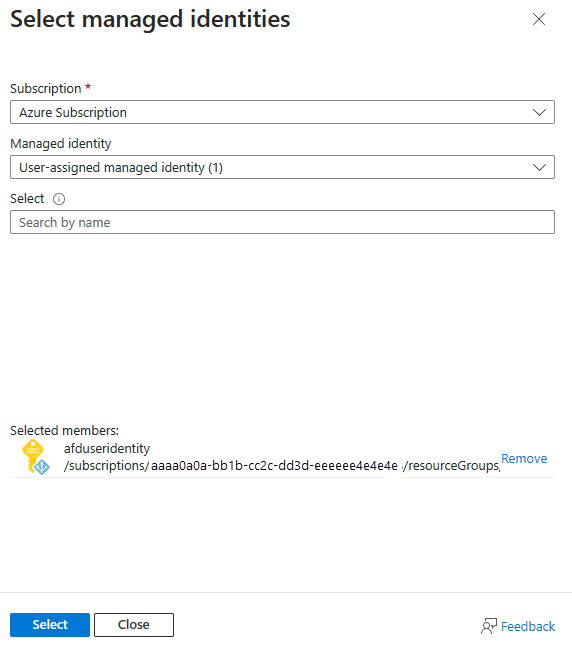 Select managed identities
Subscription *
Azure Subscription
Managed identity
User-assigned managed identity (1)
Select
Search by name
Selected members:
afduseridentity
/subscriptions/aaaa0a0a-bb1b-cc2c-dd3d-eeeeee4e4e4e /resourceGroups,
Remove
Select
Close
Feedback